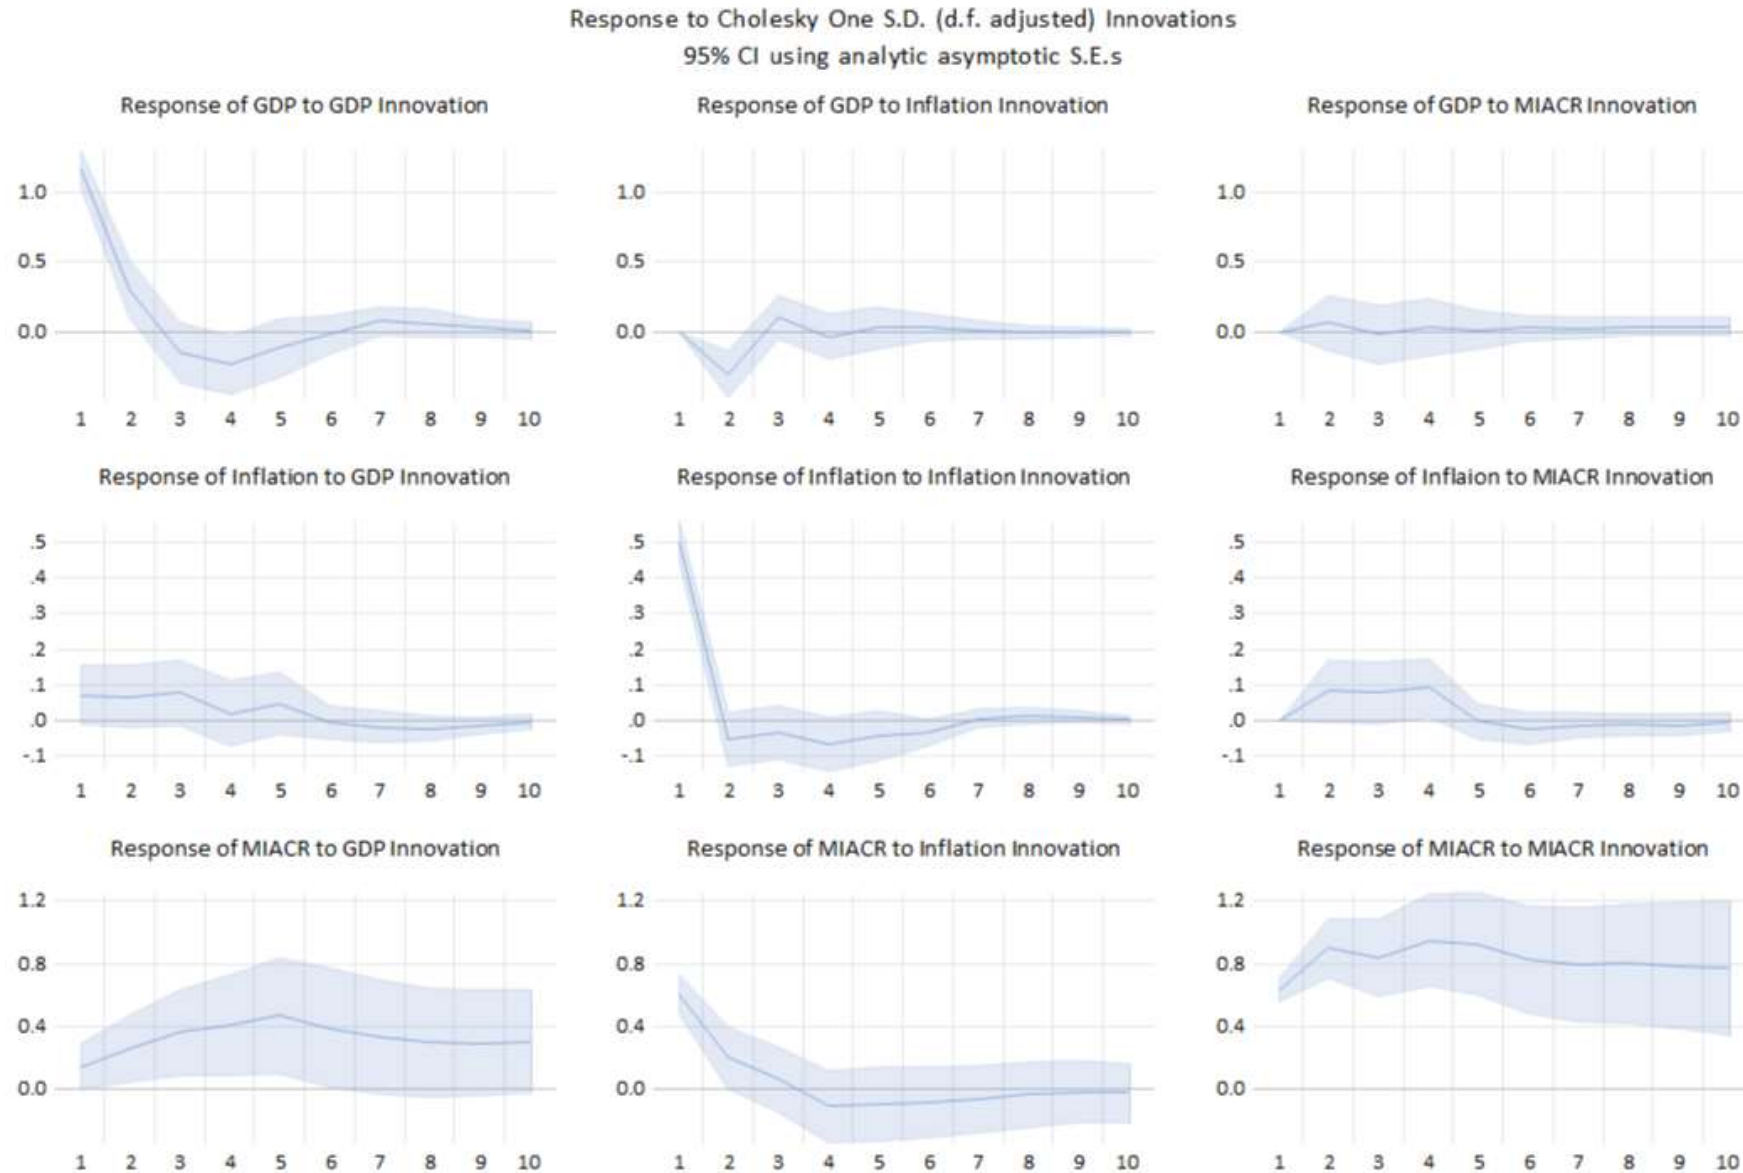 Response to Cholesky One S.D. (d.f. adjusted) Innovations
95% CI using analytic asymptotic S.E.s
Response of GDP to GDP Innovation
1.0
0.5
0.0
1 2 3 4 5 6 7 8 9 10
Response of GDP to Inflation Innovation
1.0
0.5
0.0
1 2 3 4 5 6 7 8 9 10
Response of GDP to MIACR Innovation
1.0
0.5
0.0
1 2 3 4 5 6 7 8 9 10
Response of Inflation to GDP Innovation
.5
.4
.3
.2
.1
.0
-.1
1 2 3 4 5 6 7 8 9 10
Response of Inflation to Inflation Innovation
.5
.4
.3
.2
.1
.0
-.1
1 2 3 4 5 6 7 8 9 10
Response of Inflaion to MIACR Innovation
.5
.4
.3
.2
.1
.0
-.1
1 2 3 4 5 6 7 8 9 10
Response of MIACR to GDP Innovation
1.2
0.8
0.4
0.0
1 2 3 4 5 6 7 8 9 10
Response of MIACR to Inflation Innovation
1.2
0.8
0.4
0.0
1 2 3 4 5 6 7 8 9 10
Response of MIACR to MIACR Innovation
1.2
0.8
0.4
0.0
1 2 3 4 5 6 7 8 9 10